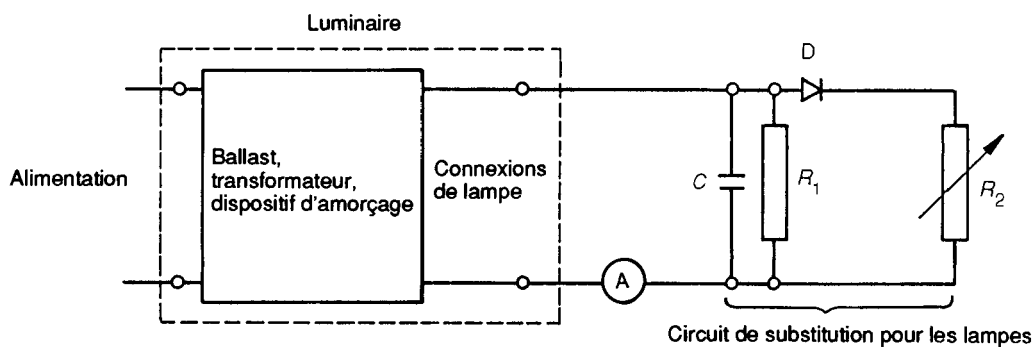 Luminaire
D
Alimentation
Ballast,
transformateur,
dispositif d'amorçage
Connexions
de lampe
C
R1
R2
A
Circuit de substitution pour les lampes